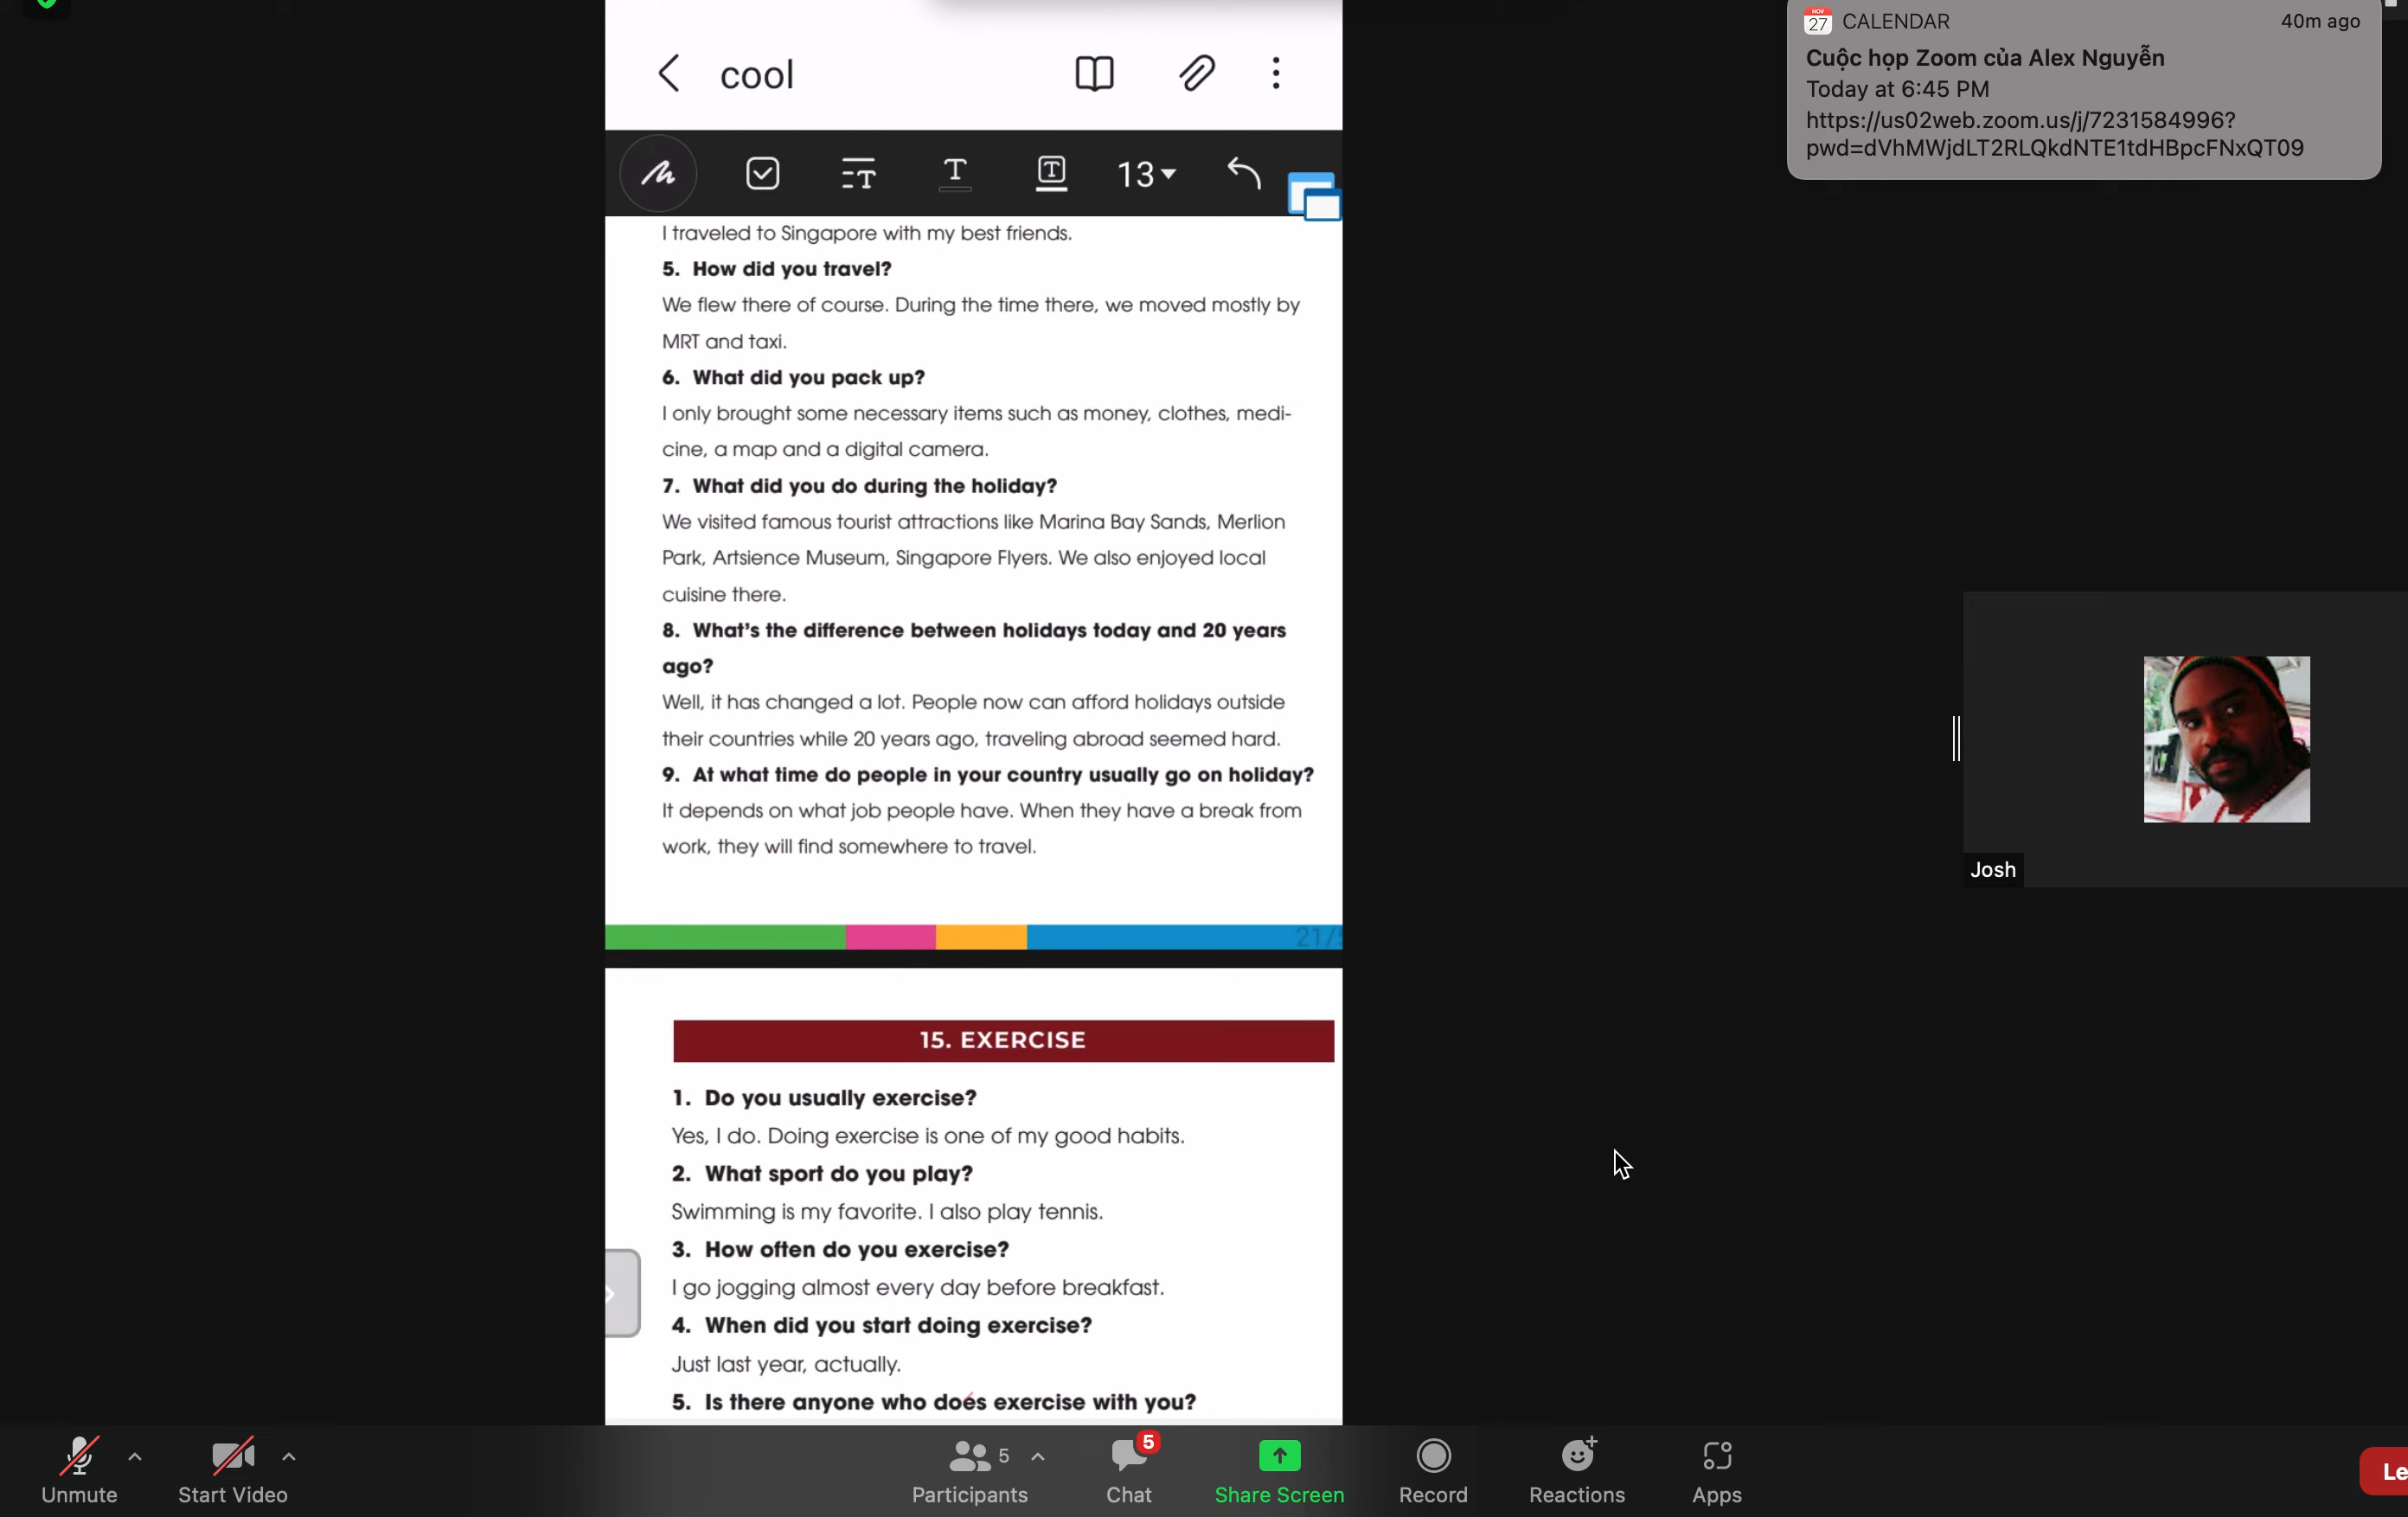 NOV
27
CALENDAR
40m ago
Cuộc họp Zoom của Alex Nguyễn
Today at 6:45 PM
https://us02web.zoom.us/j/7231584996?
pwd=dVhMWjdLT2RLQkdNTE1tdHBpcFNxQT09
cool
T
T
T
13
I traveled to Singapore with my best friends.
5. How did you travel?
We flew there of course. During the time there, we moved mostly by
MRT and taxi.
6. What did you pack up?
I only brought some necessary items such as money, clothes, medi-
cine, a map and a digital camera.
7. What did you do during the holiday?
We visited famous tourist attractions like Marina Bay Sands, Merlion
Park, Artsience Museum, Singapore Flyers. We also enjoyed local
cuisine there.
8. What's the difference between holidays today and 20 years
ago?
Well, it has changed a lot. People now can afford holidays outside
their countries while 20 years ago, traveling abroad seemed hard.
9. At what time do people in your country usually go on holiday?
It depends on what job people have. When they have a break from
work, they will find somewhere to travel.
21/
Josh
15. EXERCISE
1. Do you usually exercise?
Yes, I do. Doing exercise is one of my good habits.
2. What sport do you play?
Swimming is my favorite. I also play tennis.
3. How often do you exercise?
I go jogging almost every day before breakfast.
4. When did you start doing exercise?
Just last year, actually.
5. Is there anyone who does exercise with you?
Unmute
Start Video
5
Participants
5
Chat
Share Screen
Record
Reactions
Apps
Le